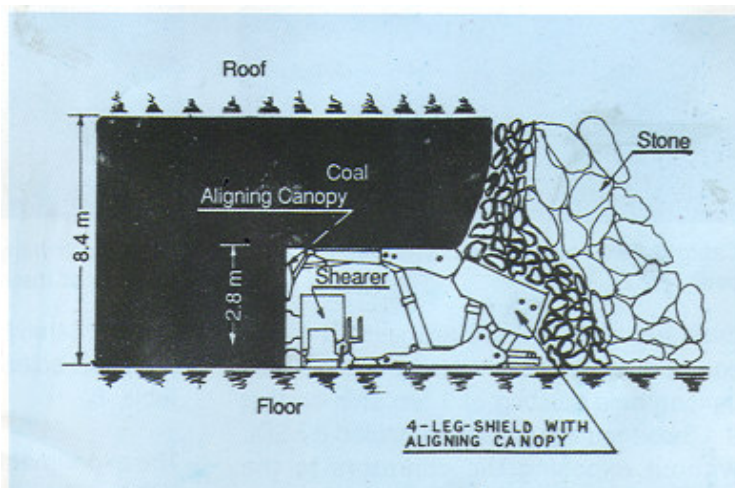 Roof
Stone
Coal
Aligning Canopy
8.4 m
2.8 m
Shearer
Floor
4-LEG-SHIELD WITH
ALIGNING CANOPY